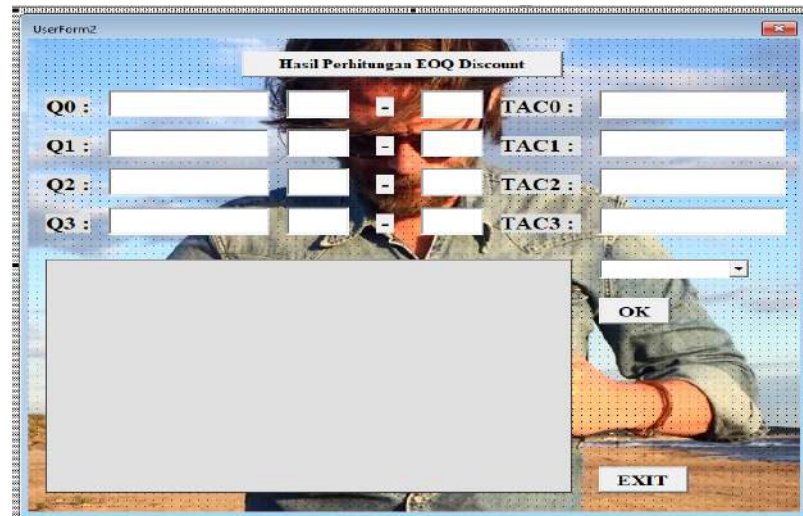 UserForm2
Hasil Perhitungan EOQ Discount
Q0 : - TAC0 :
Q1 : - TAC1 :
Q2 : - TAC2 :
Q3 : - TAC3 :
OK
EXIT